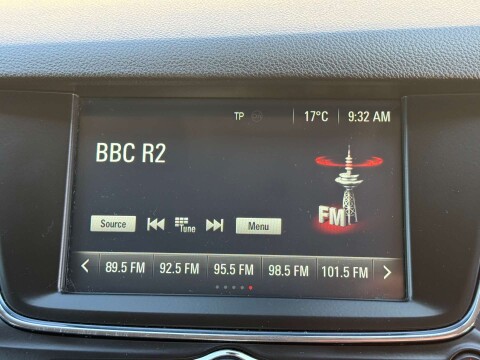 TP 17°C 9:32 AM
BBC R2
FM
Source Tune Menu
89.5 FM 92.5 FM 95.5 FM 98.5 FM 101.5 FM